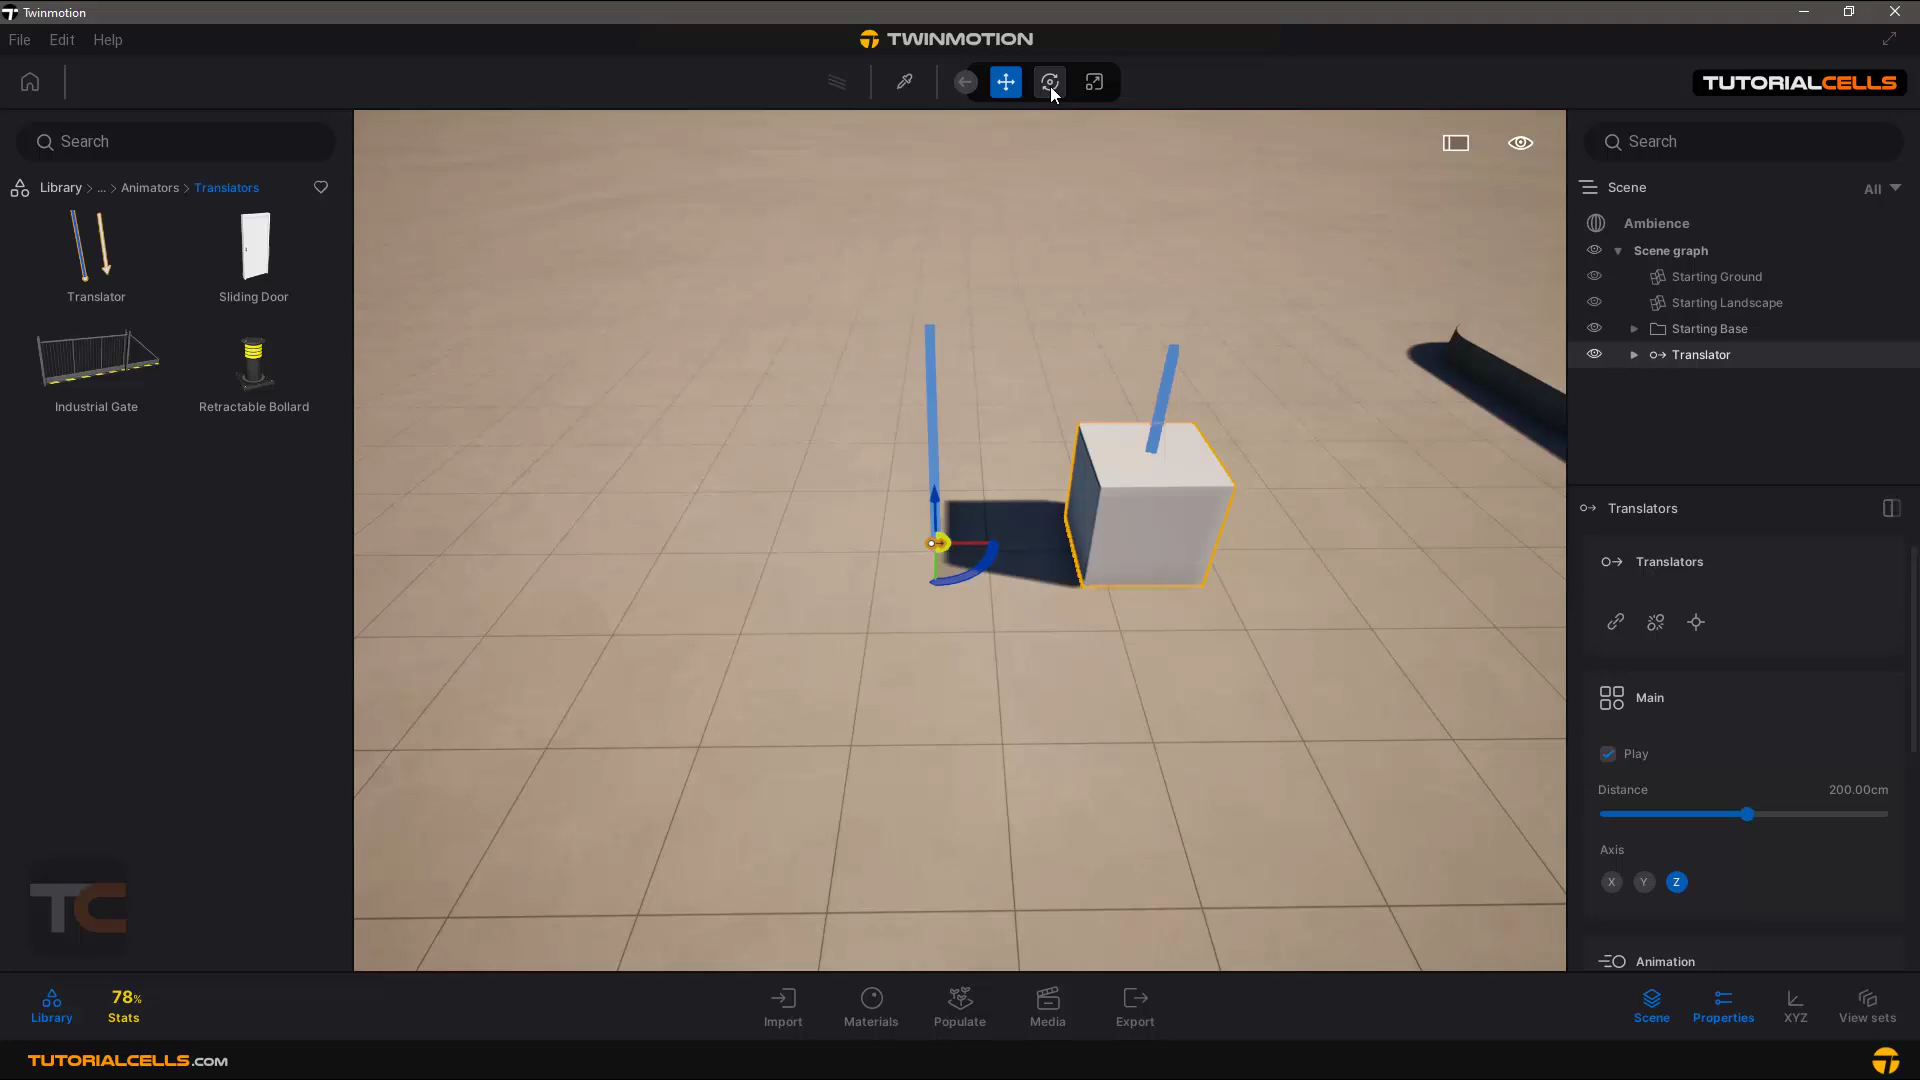 Twinmotion
File Edit Help
TWINMOTION
TUTORIALCELLS
Search
Library > ... > Animators > Translators
Translator
Sliding Door
Industrial Gate
Retractable Bollard
TC
Search
Scene
All
Ambience
Scene graph
Starting Ground
Starting Landscape
Starting Base
Translator
Translators
Translators
Main
Play
Distance 200.00cm
Axis
X Y Z
Animation
Library
78%
Stats
Import
Materials
Populate
Media
Export
Scene
Properties
XYZ
View sets
TUTORIALCELLS.COM